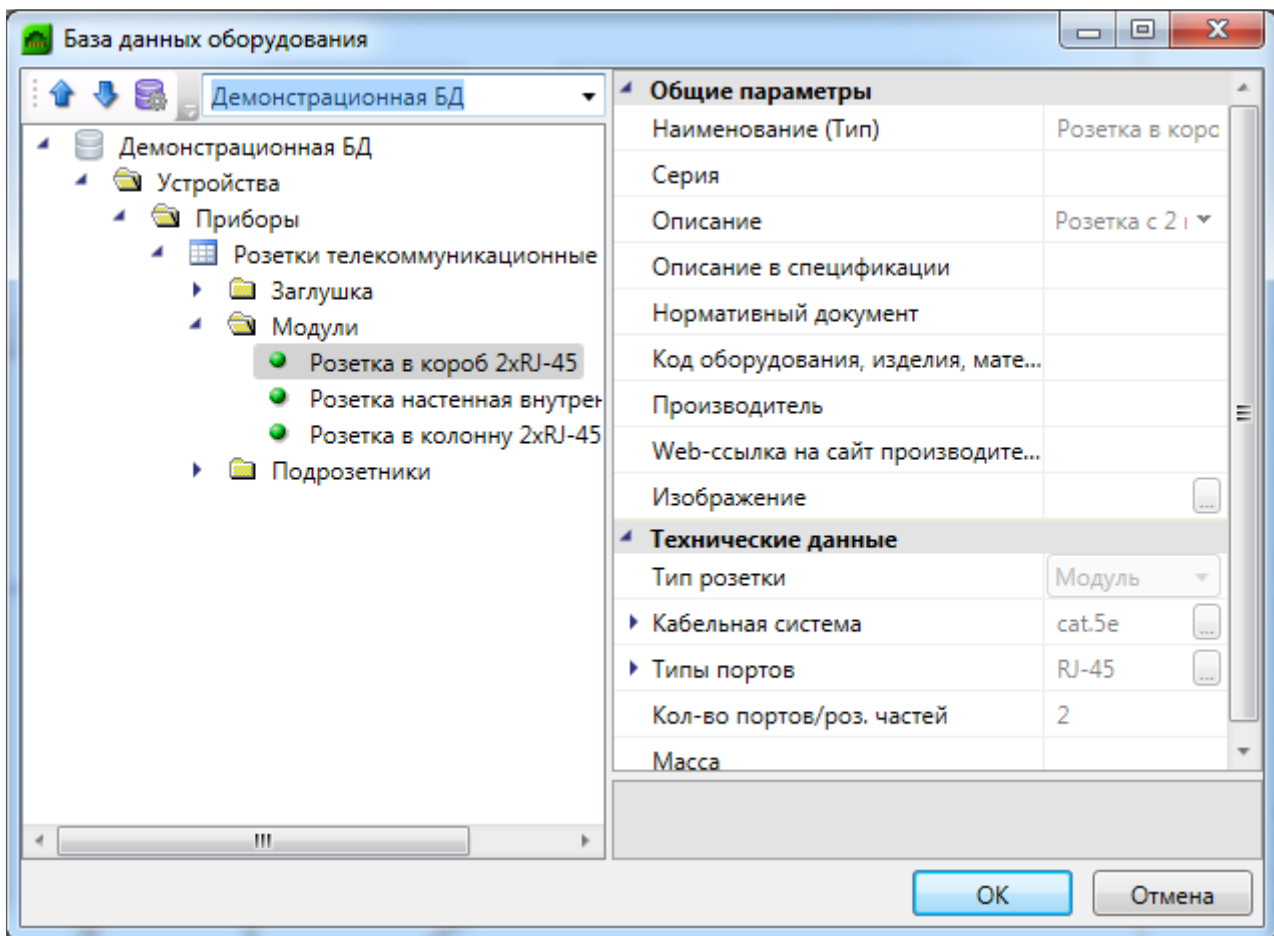 База данных оборудования
Демонстрационная БД
Демонстрационная БД
Устройства
Приборы
Розетки телекоммуникационные
Заглушка
Модули
Розетка в короб 2xRJ-45
Розетка настенная внутрен
Розетка в колонну 2xRJ-45
Подрозетники
Общие параметры
Наименование (Тип) Розетка в коро
Серия
Описание Розетка с 2
Описание в спецификации
Нормативный документ
Код оборудования, изделия, мате...
Производитель
Web-ссылка на сайт производите...
Изображение ...
Технические данные
Тип розетки Модуль
Кабельная система cat.5e ...
Типы портов RJ-45 ...
Кол-во портов/роз. частей 2
Масса
OK Отмена